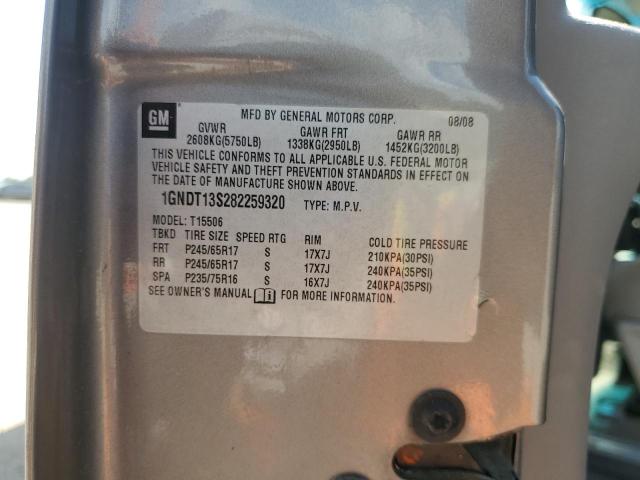 GM
MFD BY GENERAL MOTORS CORP. 08/08
GVWR GAWR FRT GAWR RR
2608KG(5750LB) 1338KG(2950LB) 1452KG(3200LB)
THIS VEHICLE CONFORMS TO ALL APPLICABLE U.S. FEDERAL MOTOR
VEHICLE SAFETY AND THEFT PREVENTION STANDARDS IN EFFECT ON
THE DATE OF MANUFACTURE SHOWN ABOVE.
1GNDT13S282259320 TYPE: M.P.V.
MODEL: T15506
TBKD TIRE SIZE SPEED RTG RIM COLD TIRE PRESSURE
FRT P245/65R17 S 17X7J 210KPA(30PSI)
RR P245/65R17 S 17X7J 240KPA(35PSI)
SPA P235/75R16 S 16X7J 240KPA(35PSI)
SEE OWNER'S MANUAL i FOR MORE INFORMATION.